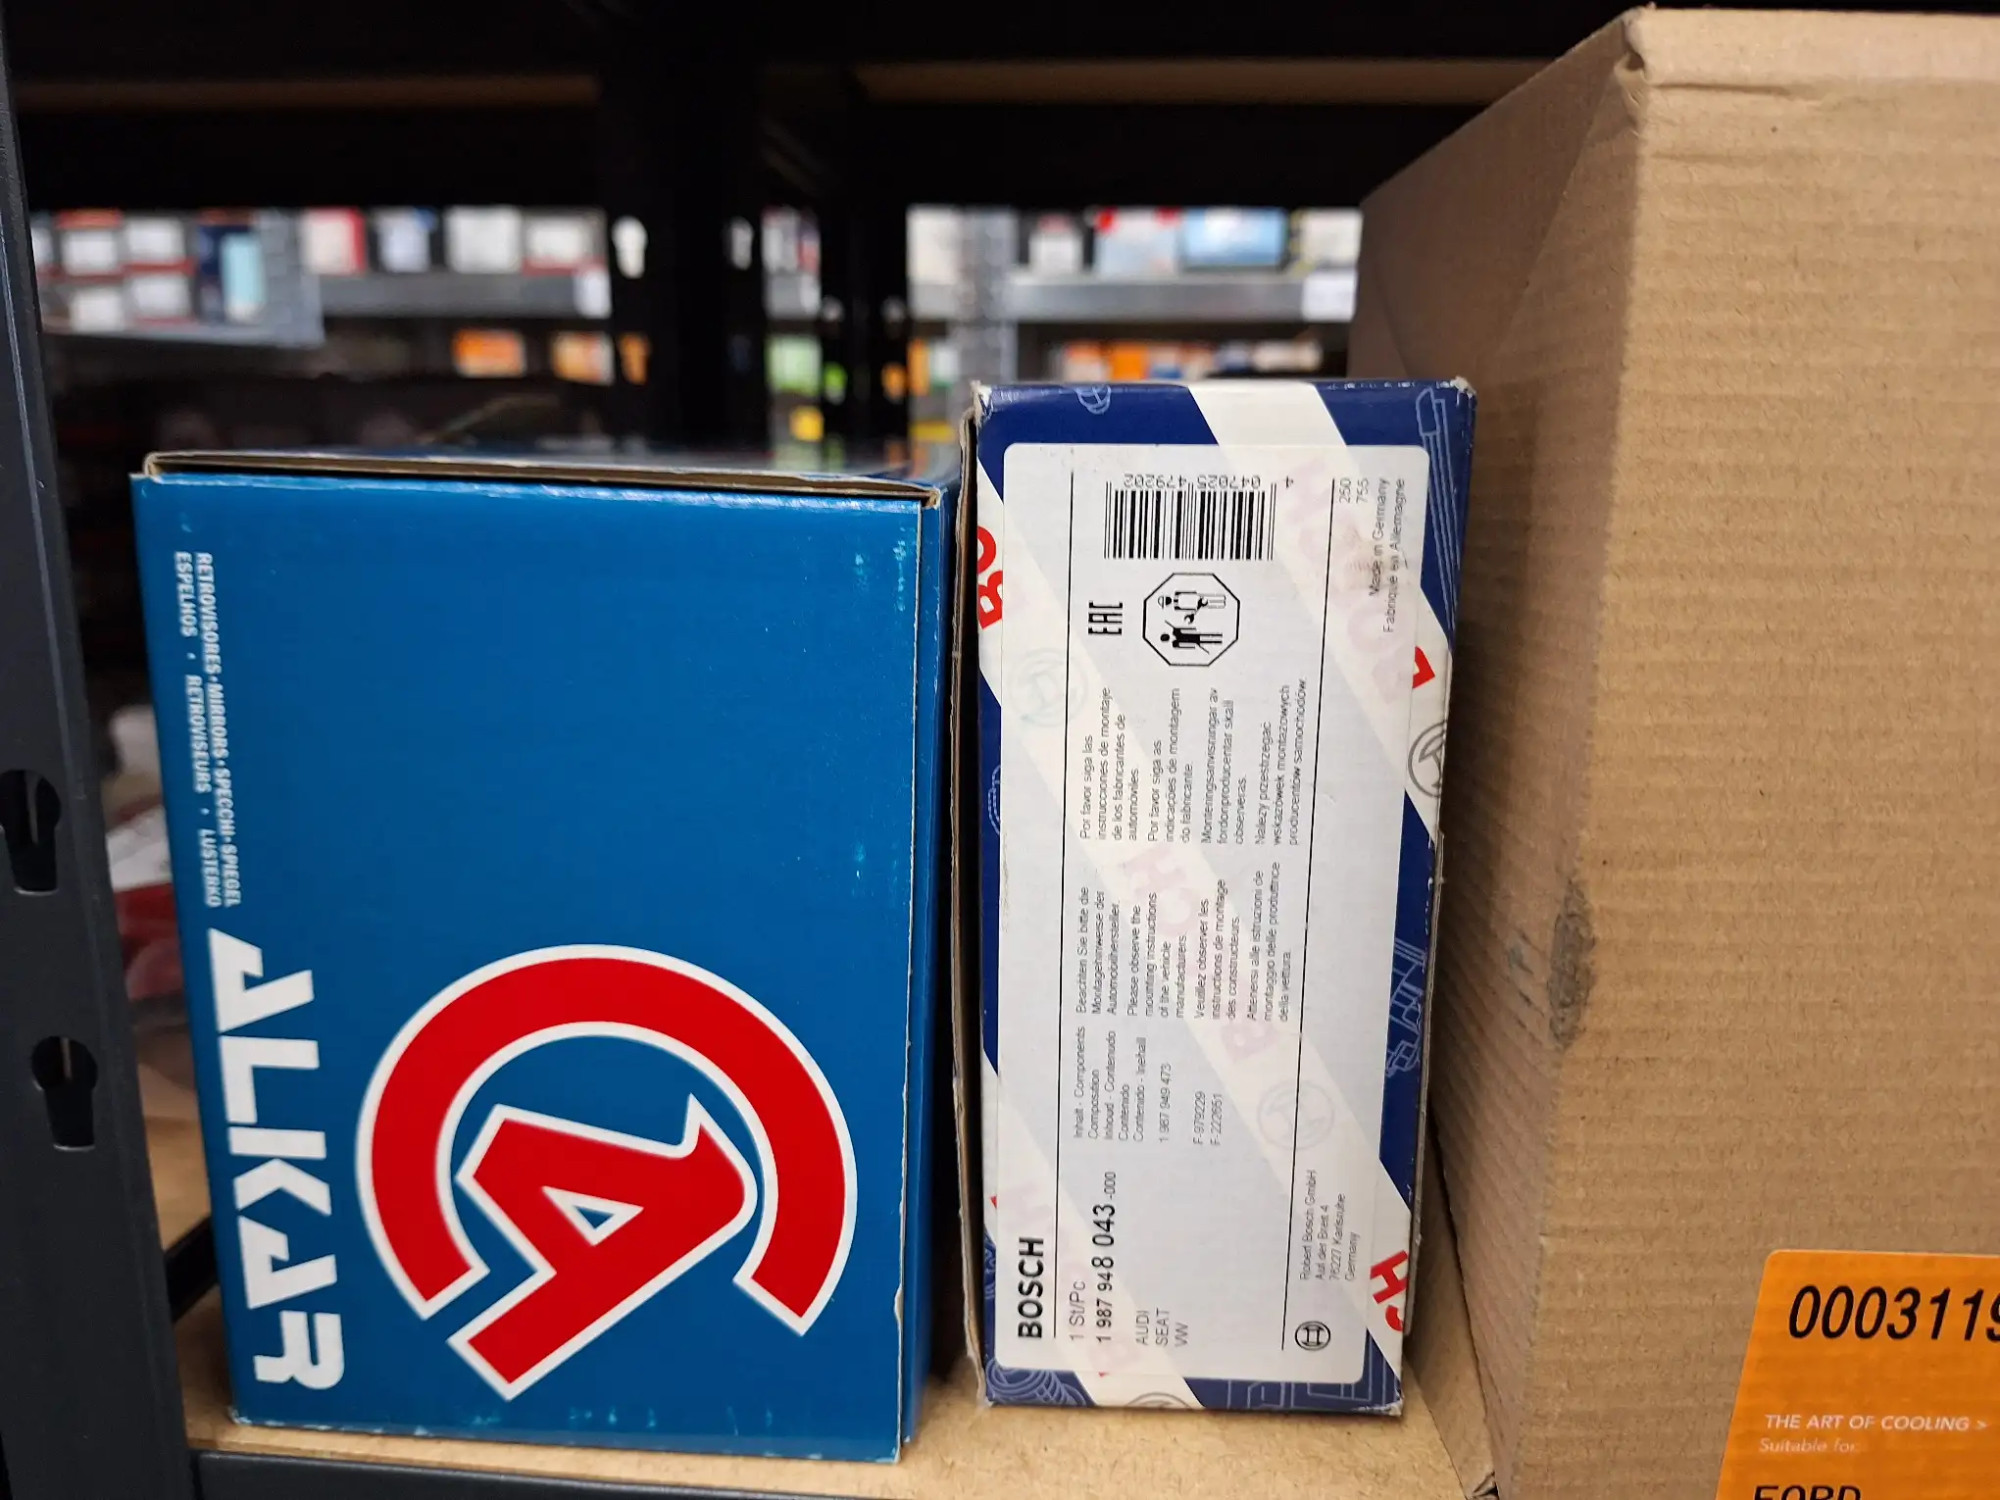 RETROVISORES • MIRRORS • SPECCHI • SPIEGEL
ESPELHOS • RETROVISEURS • LUSTERKO
ALKAR
BOSCH
1 St/Pc
1 987 948 043 -000
AUDI
SEAT
VW
Inhalt - Components
Composition
Inhoud - Contenuto
Contenido
1 987 949 473
F-222651
Beachten Sie bitte die
Montagehinweise der
Automobilhersteller.
Please observe the
mounting instructions
of the vehicle
manufacturers.
Veuillez observer les
instructions de montage
des constructeurs.
Attenersi alle istruzioni de
montaggio delle produttrice
della vettura.
Por favor siga las
instrucciones de montaje
de los fabricantes de
automóviles.
Por favor siga as
indicações de montagem
do fabricante.
Monteringsanvisningar av
fordonproducentar skall
observeras.
Należy przestrzegać
wskazówek montażowych
producentów samochodów.
EAC
Robert Bosch GmbH
Auf der Breit 4
76227 Karlsruhe
Germany
250
755
Made in Germany
Fabriqué en Allemagne
0003119
THE ART OF COOLING >
Suitable for:
FORD